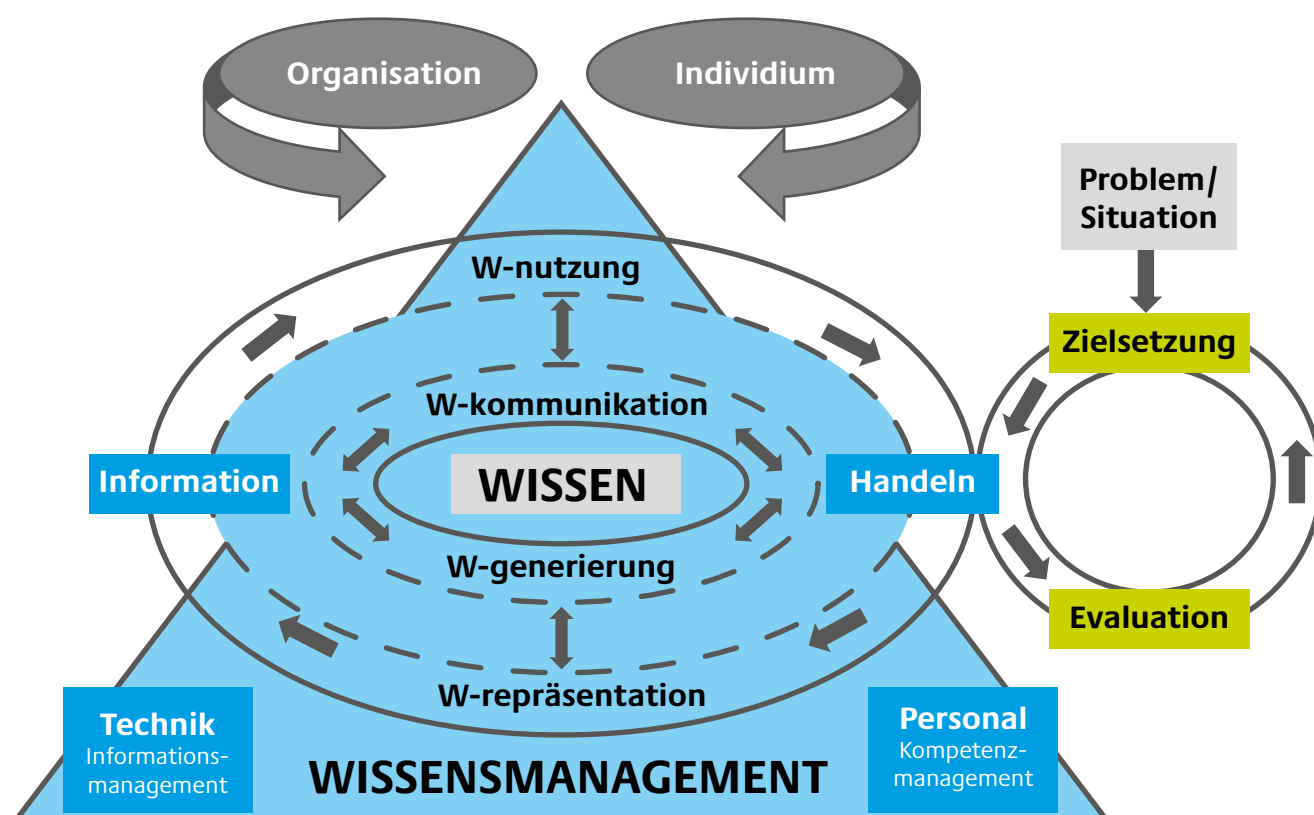 Organisation
Individium
Problem/
Situation
W-nutzung
Zielsetzung
W-kommunikation
Information
WISSEN
Handeln
W-generierung
Evaluation
W-repräsentation
Technik
Informations-
management
Personal
Kompetenz-
management
WISSENSMANAGEMENT